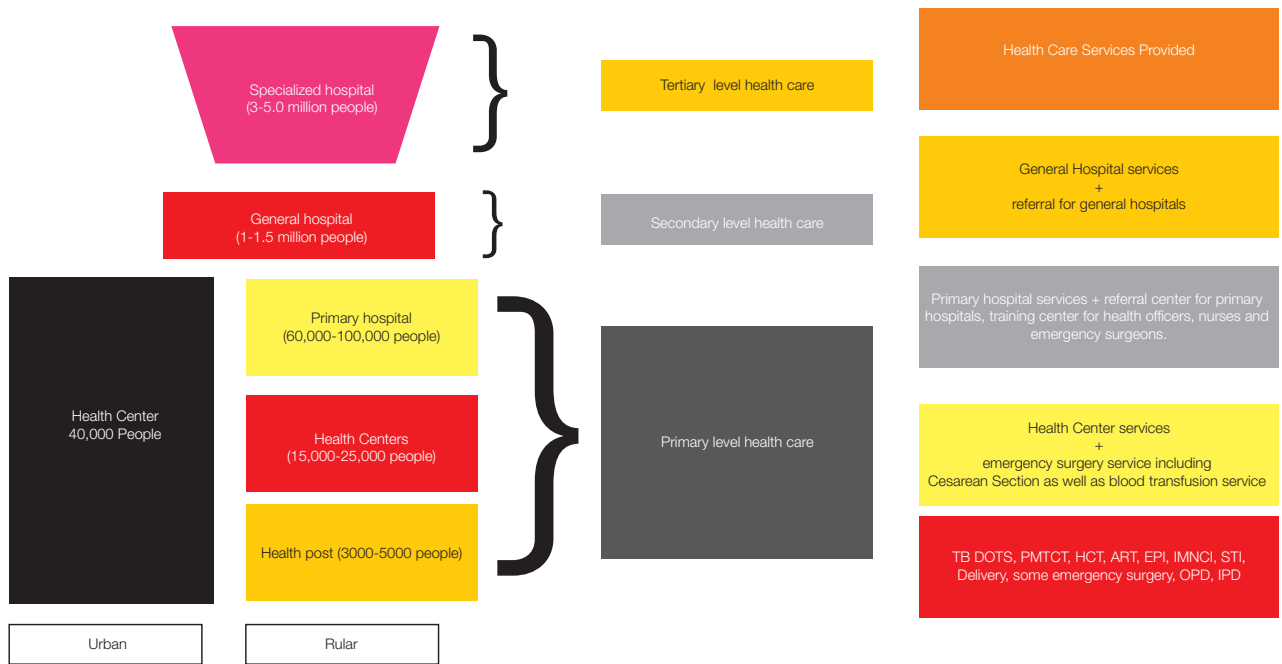 Specialized hospital
(3-5.0 million people)
Tertiary level health care
Health Care Services Provided
General hospital
(1-1.5 million people)
Secondary level health care
General Hospital services
+
referral for general hospitals
Health Center
40,000 People
Primary hospital
(60,000-100,000 people)
Health Centers
(15,000-25,000 people)
Health post (3000-5000 people)
Primary level health care
Primary hospital services + referral center for primary
hospitals, training center for health officers, nurses and
emergency surgeons.
Health Center services
+
emergency surgery service including
Cesarean Section as well as blood transfusion service
TB DOTS, PMTCT, HCT, ART, EPI, IMNCI, STI,
Delivery, some emergency surgery, OPD, IPD
Urban
Rular